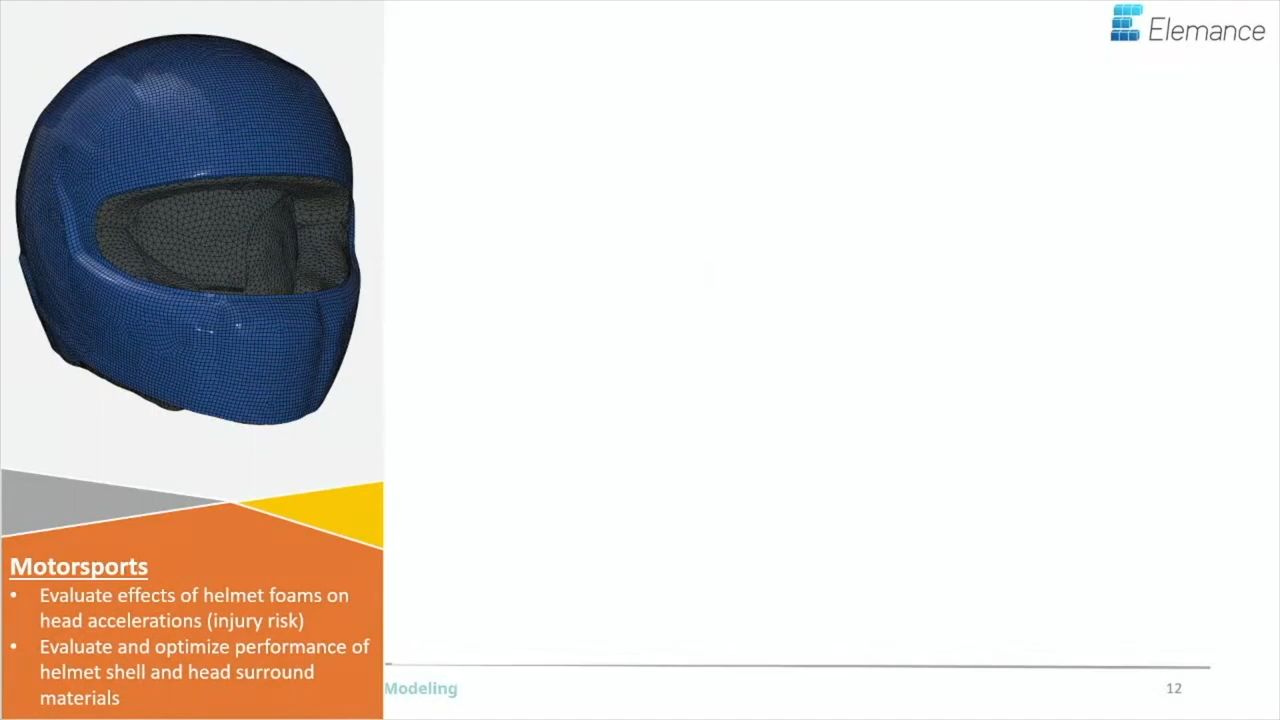 Elemance
Motorsports
• Evaluate effects of helmet foams on
head accelerations (injury risk)
• Evaluate and optimize performance of
helmet shell and head surround
materials
Modeling
12